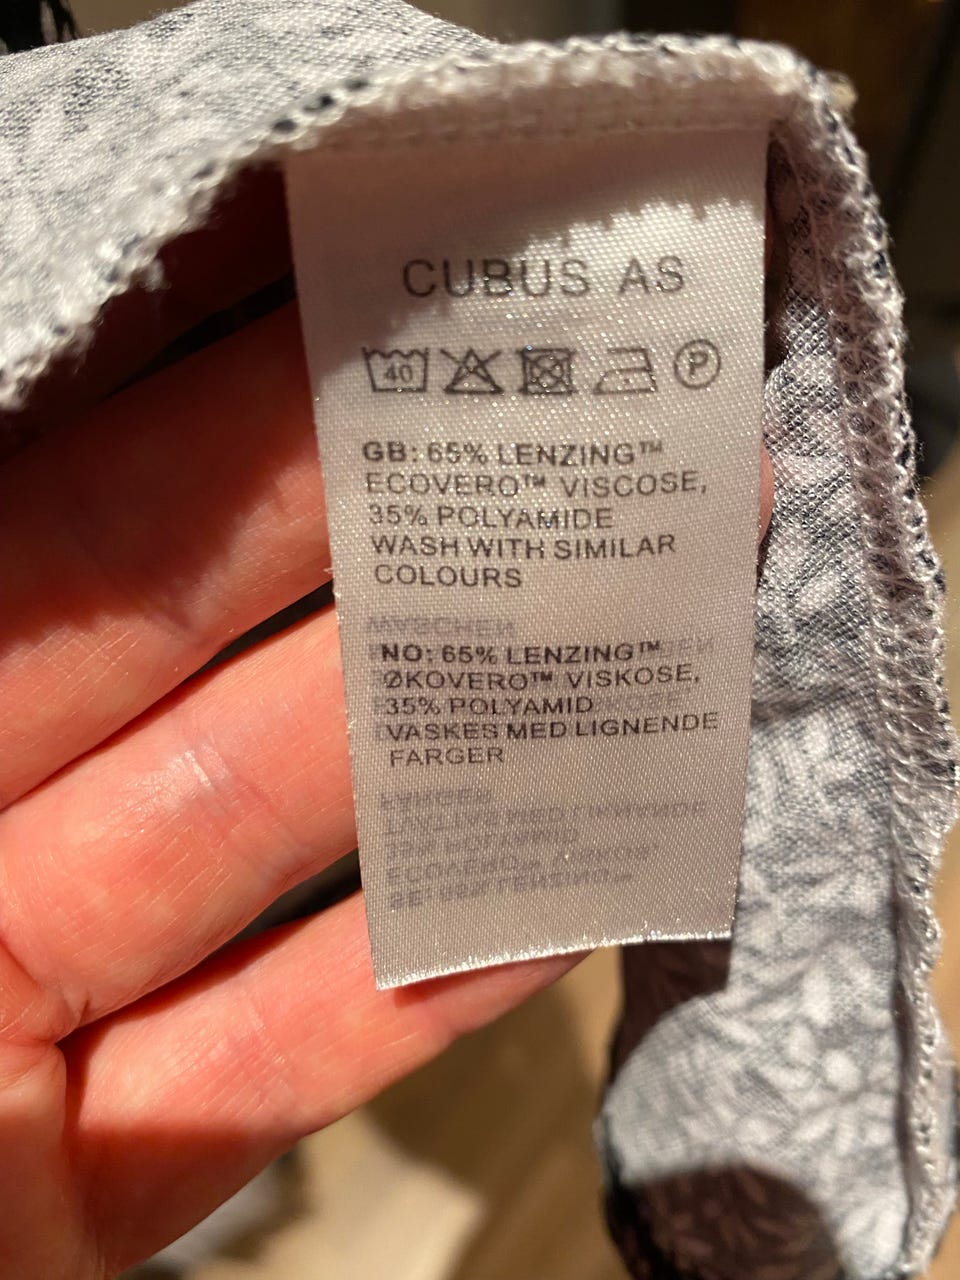 CUBUS AS
40 P
GB: 65% LENZING™
ECOVERO™ VISCOSE,
35% POLYAMIDE
WASH WITH SIMILAR
COLOURS
NO: 65% LENZING™
ØKOVERO™ VISKOSE,
35% POLYAMID
VASKES MED LIGNENDE
FARGER